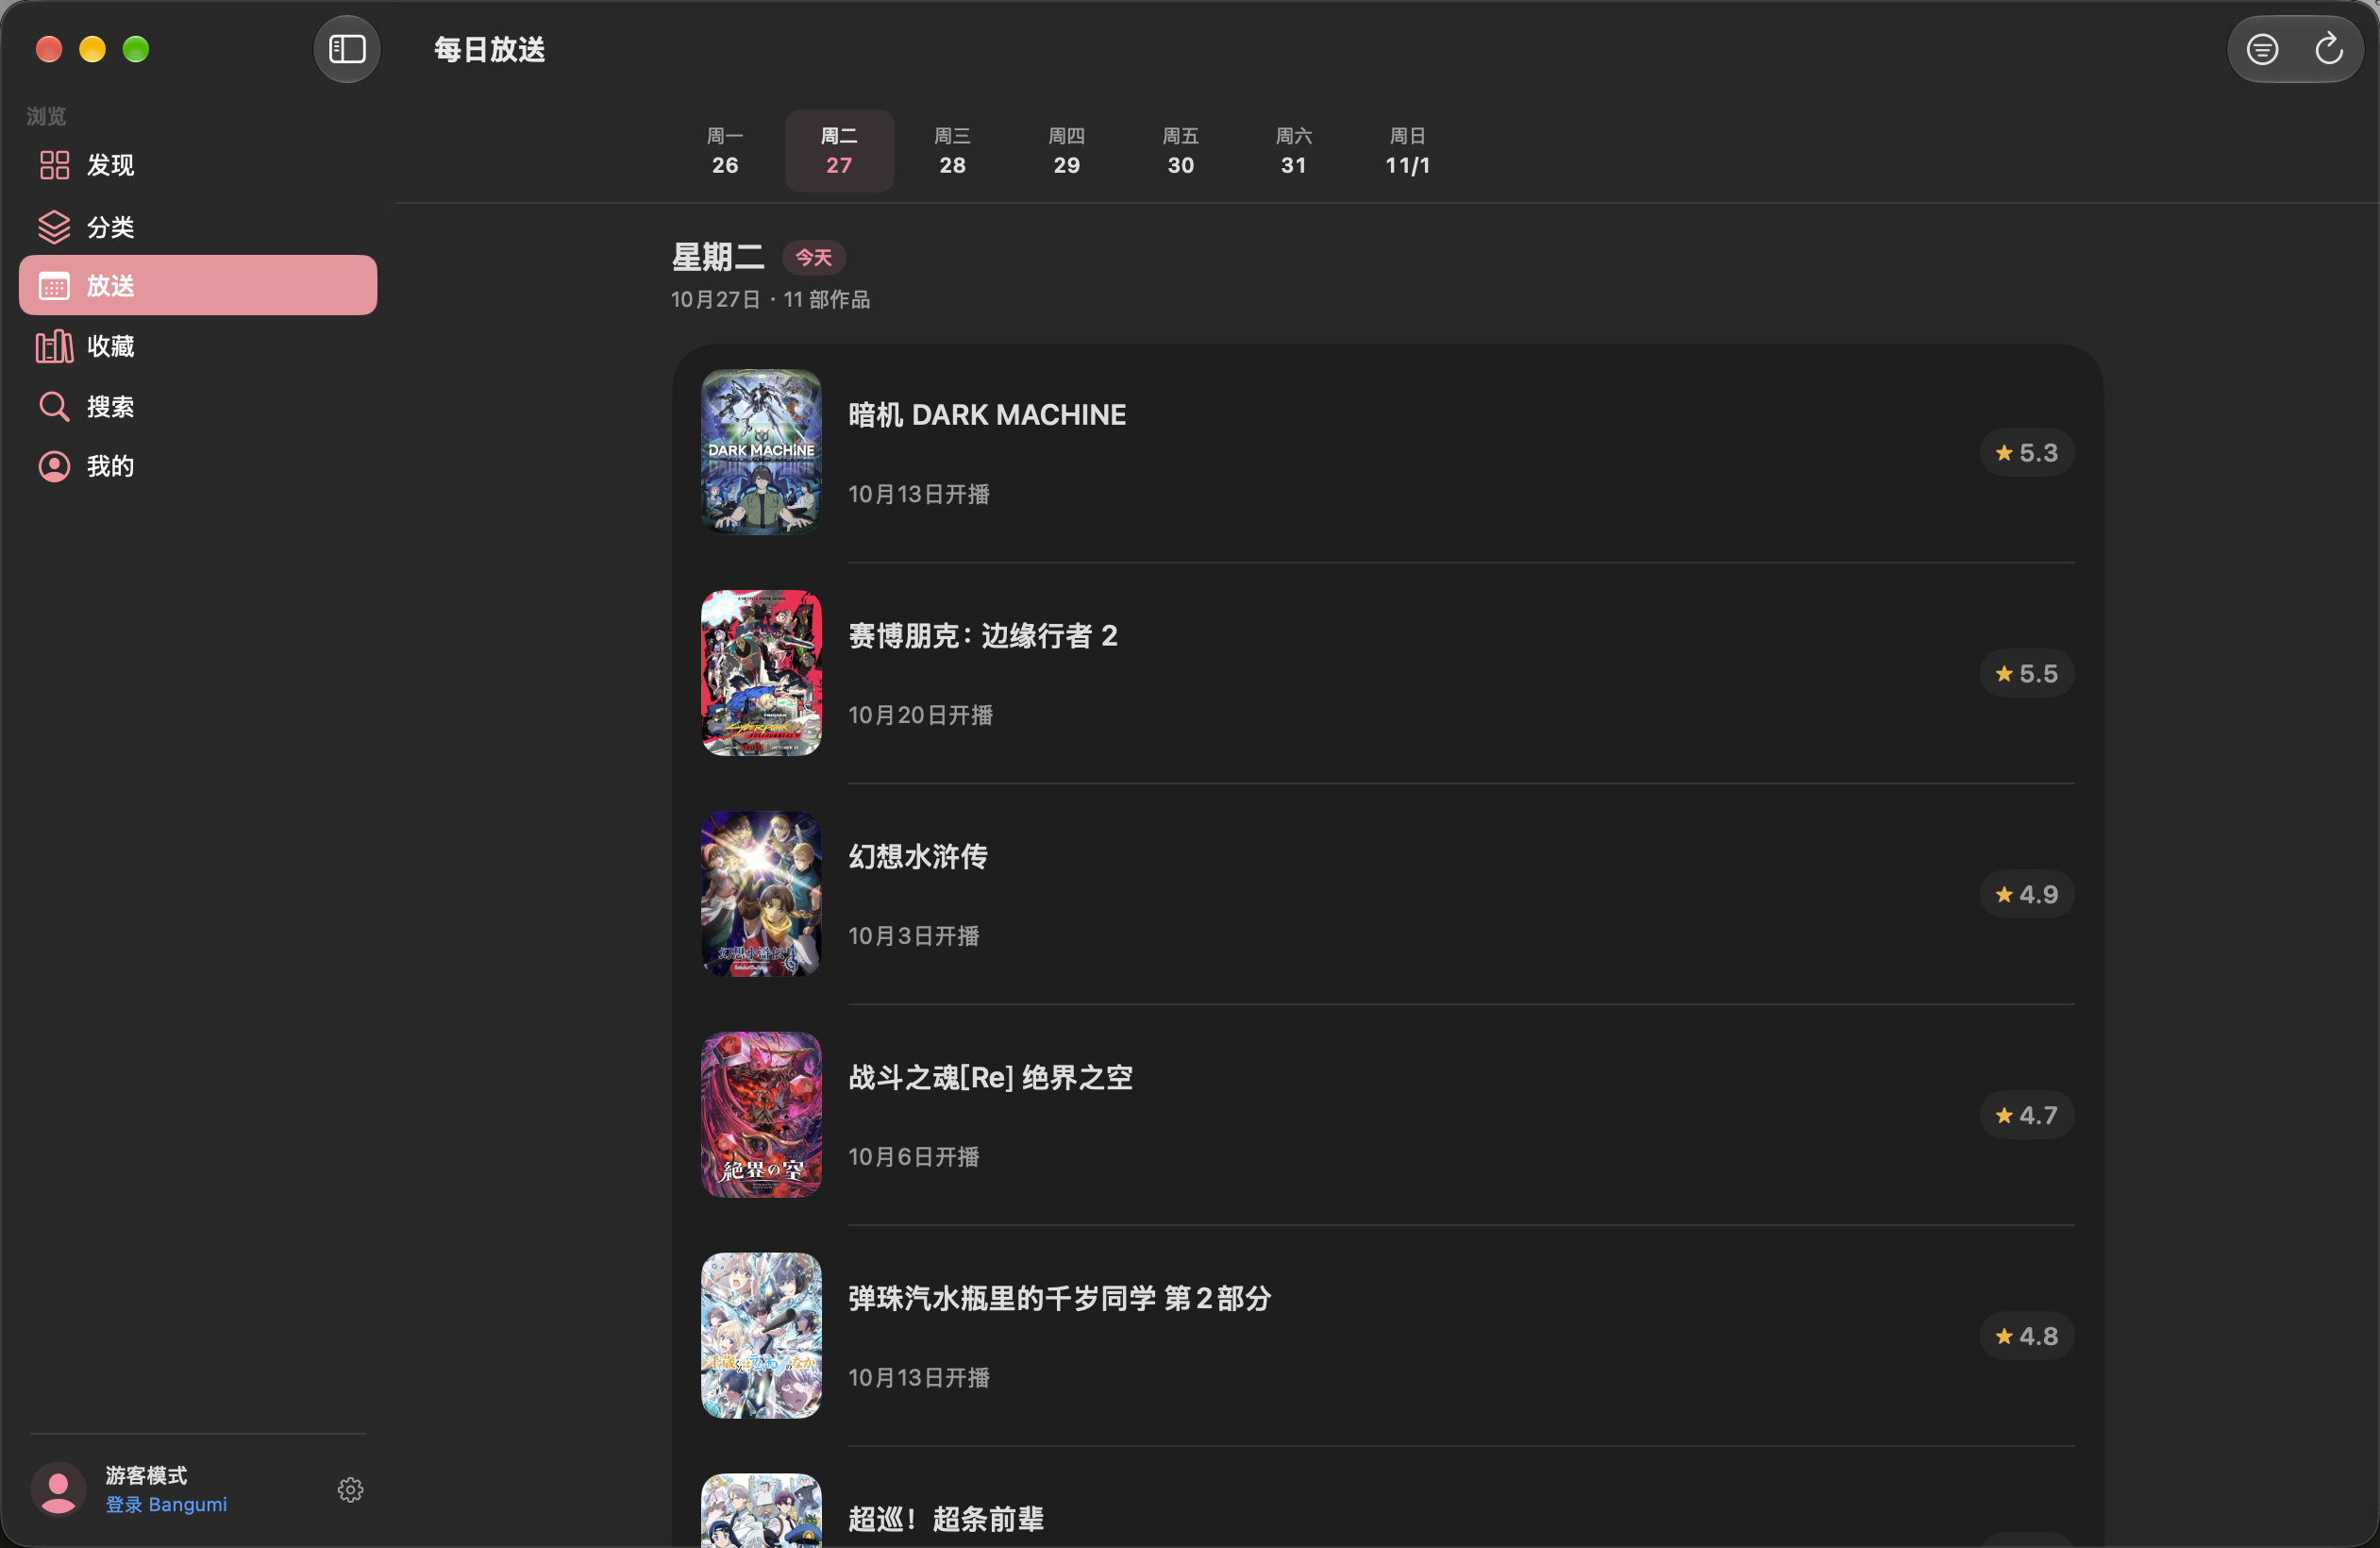 每日放送
浏览
发现
分类
放送
收藏
搜索
我的
周一
26
周二
27
周三
28
周四
29
周五
30
周六
31
周日
11/1
星期二
今天
10月27日 · 11 部作品
DARK MACHINE
暗机 DARK MACHINE
10月13日开播
5.3
赛博朋克：边缘行者 2
10月20日开播
5.5
幻想水滸伝
幻想水浒传
10月3日开播
4.9
絶界の空
战斗之魂[Re] 绝界之空
10月6日开播
4.7
弹珠汽水瓶里的千岁同学 第2部分
10月13日开播
4.8
超巡！超条前辈
游客模式
登录 Bangumi